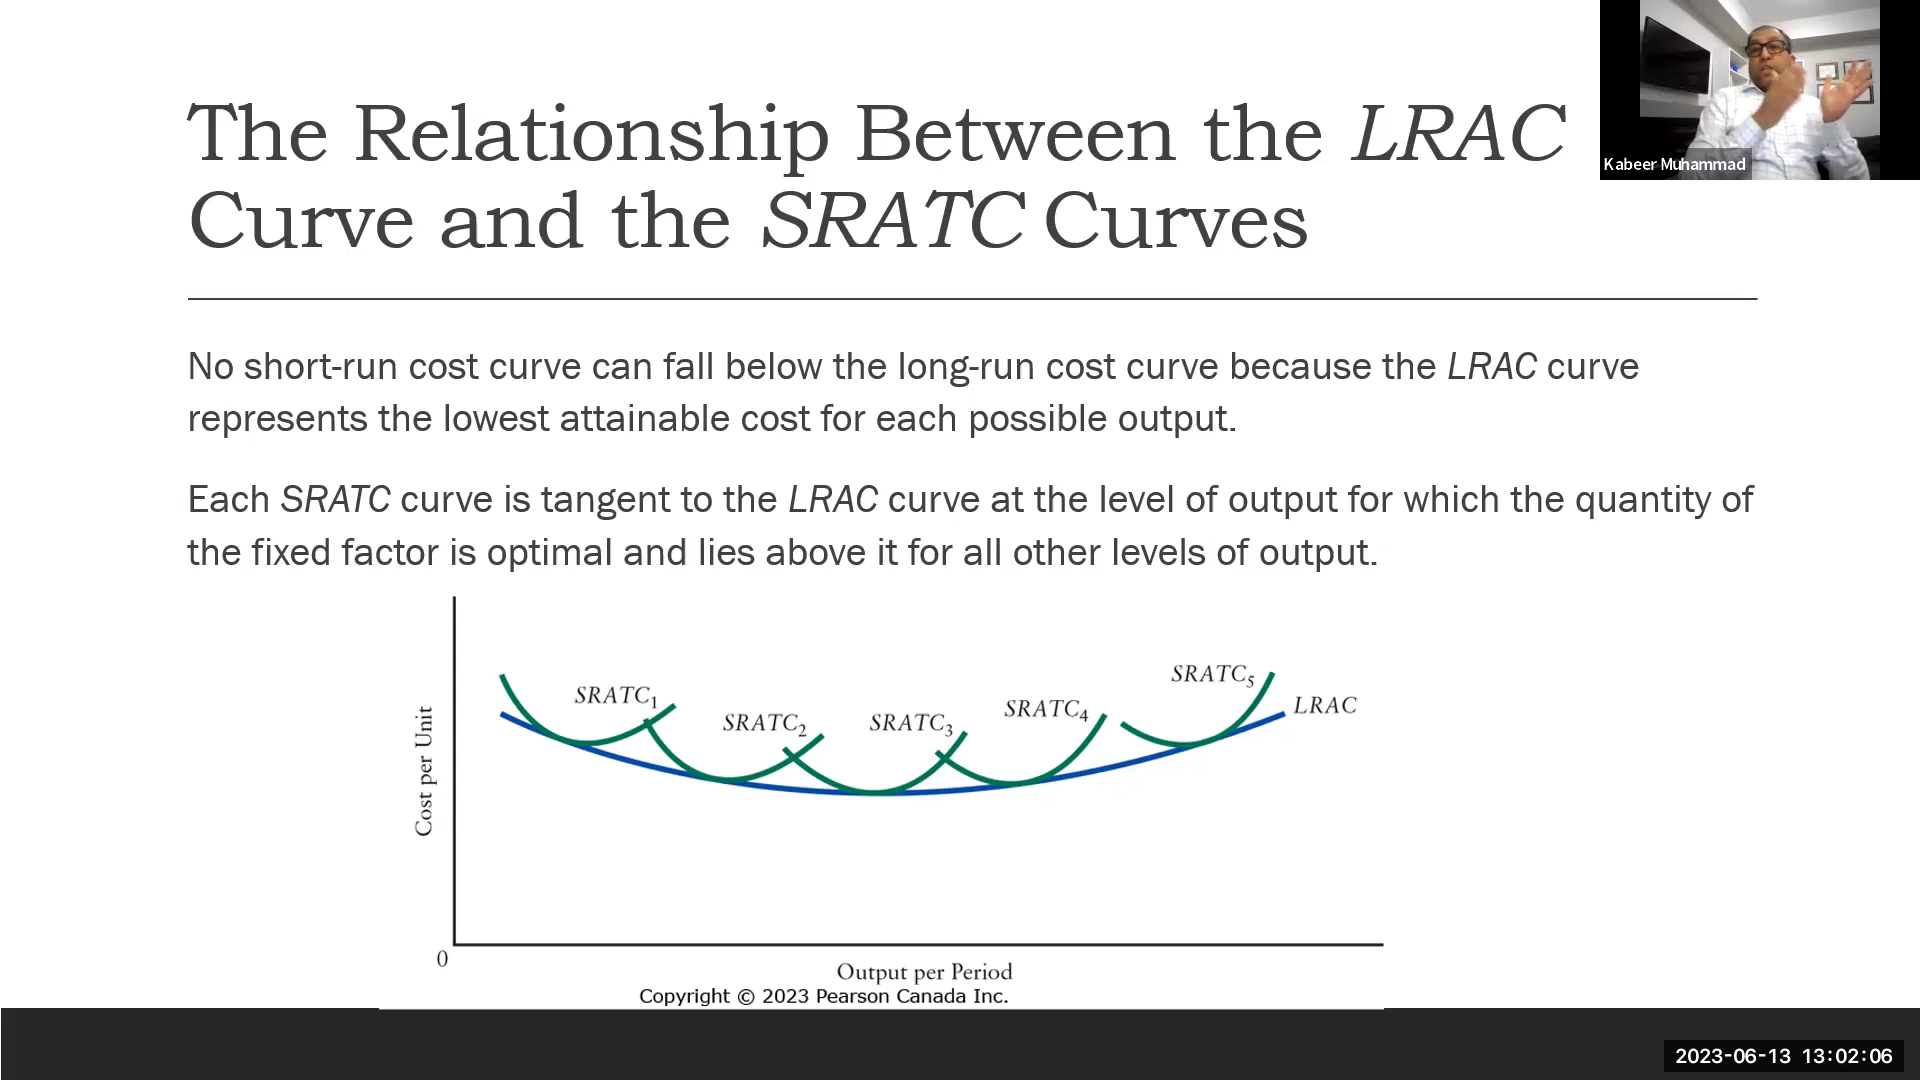 The Relationship Between the LRAC
Curve and the SRATC Curves
Kabeer Muhammad
No short-run cost curve can fall below the long-run cost curve because the LRAC curve
represents the lowest attainable cost for each possible output.
Each SRATC curve is tangent to the LRAC curve at the level of output for which the quantity of
the fixed factor is optimal and lies above it for all other levels of output.
Cost per Unit
SRATC1
SRATC2
SRATC3
SRATC4
SRATC5
LRAC
0
Output per Period
Copyright © 2023 Pearson Canada Inc.
2023-06-13 13:02:06